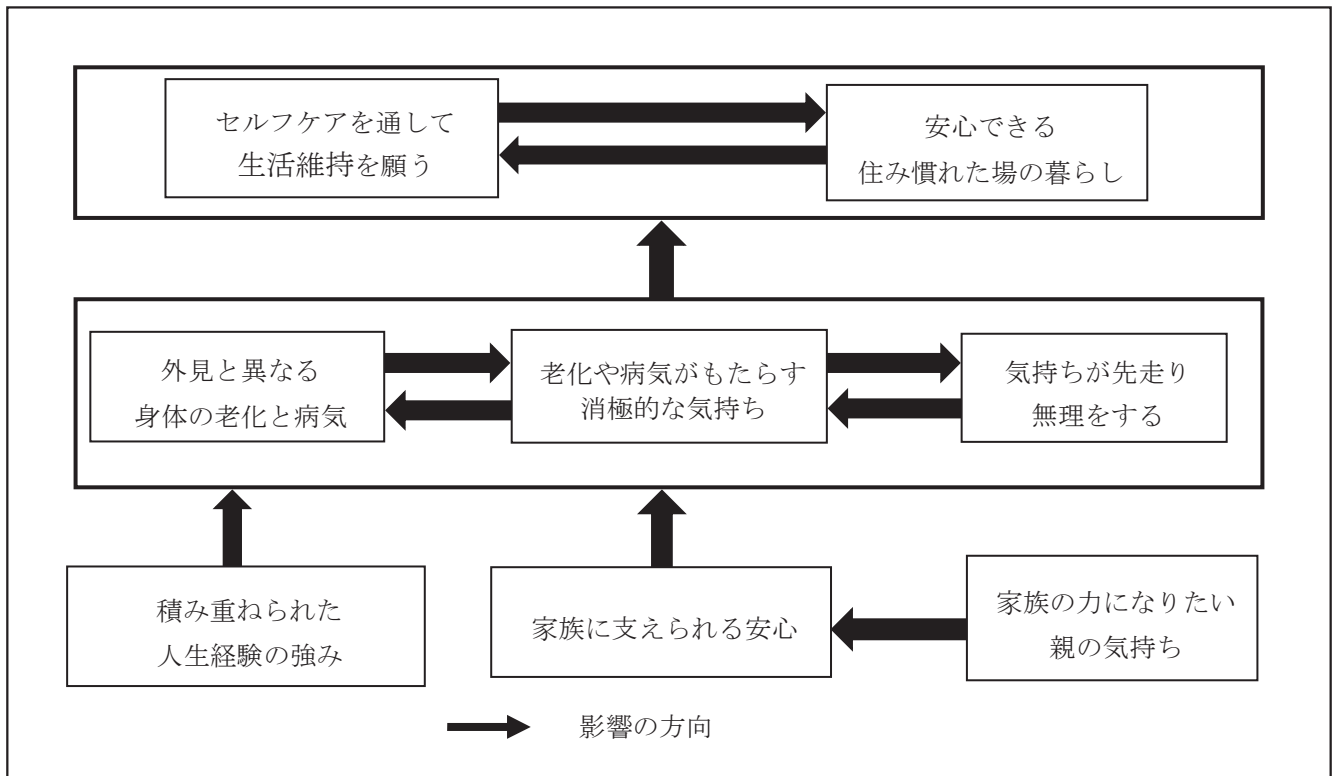 セルフケアを通して
生活維持を願う
安心できる
住み慣れた場の暮らし
外見と異なる
身体の老化と病気
老化や病気がもたらす
消極的な気持ち
気持ちが先走り
無理をする
積み重ねられた
人生経験の強み
家族に支えられる安心
家族の力になりたい
親の気持ち
影響の方向